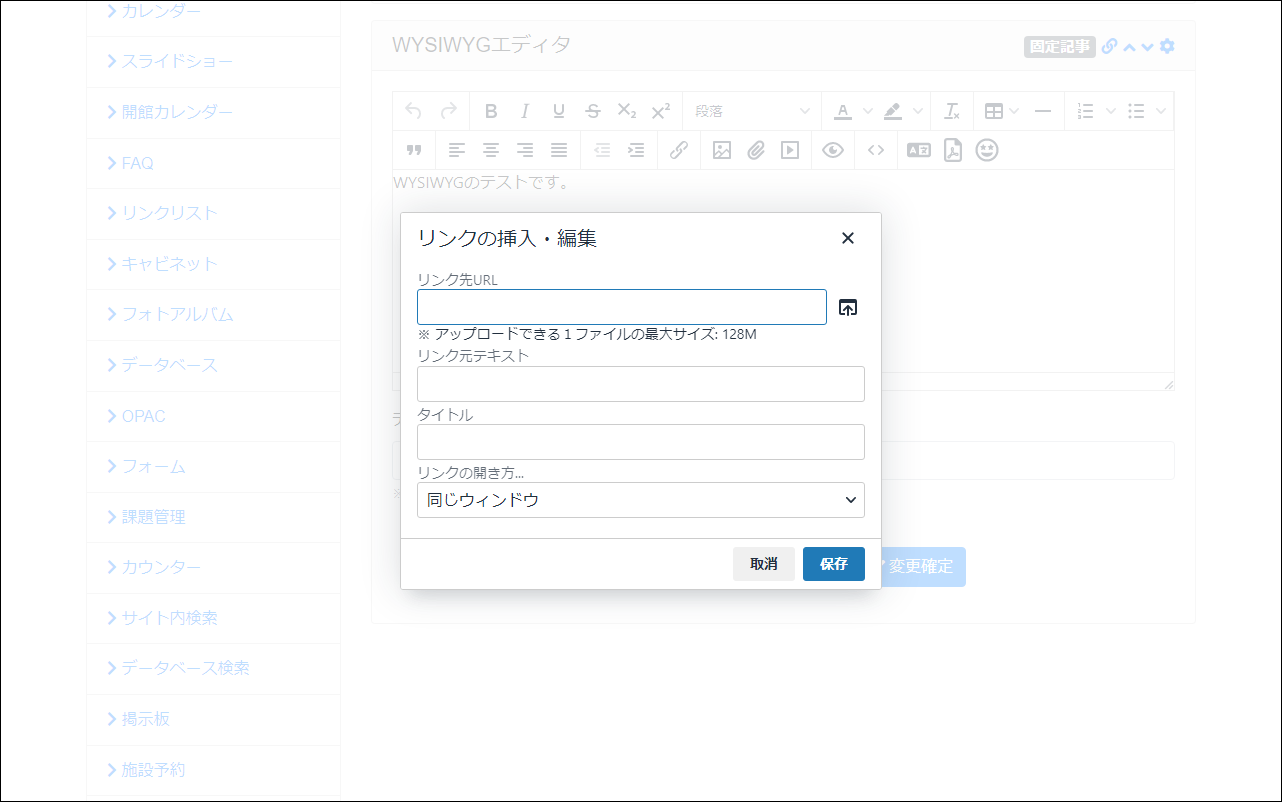 カレンダー
スライドショー
開館カレンダー
FAQ
リンクリスト
キャビネット
フォトアルバム
データベース
OPAC
フォーム
課題管理
カウンター
サイト内検索
データベース検索
掲示板
施設予約
WYSIWYGエディタ
固定記事
段落
WYSIWYGのテストです。
リンクの挿入・編集
リンク先URL
※ アップロードできる１ファイルの最大サイズ: 128M
リンク元テキスト
タイトル
リンクの開き方...
同じウィンドウ
取消
保存
変更確定